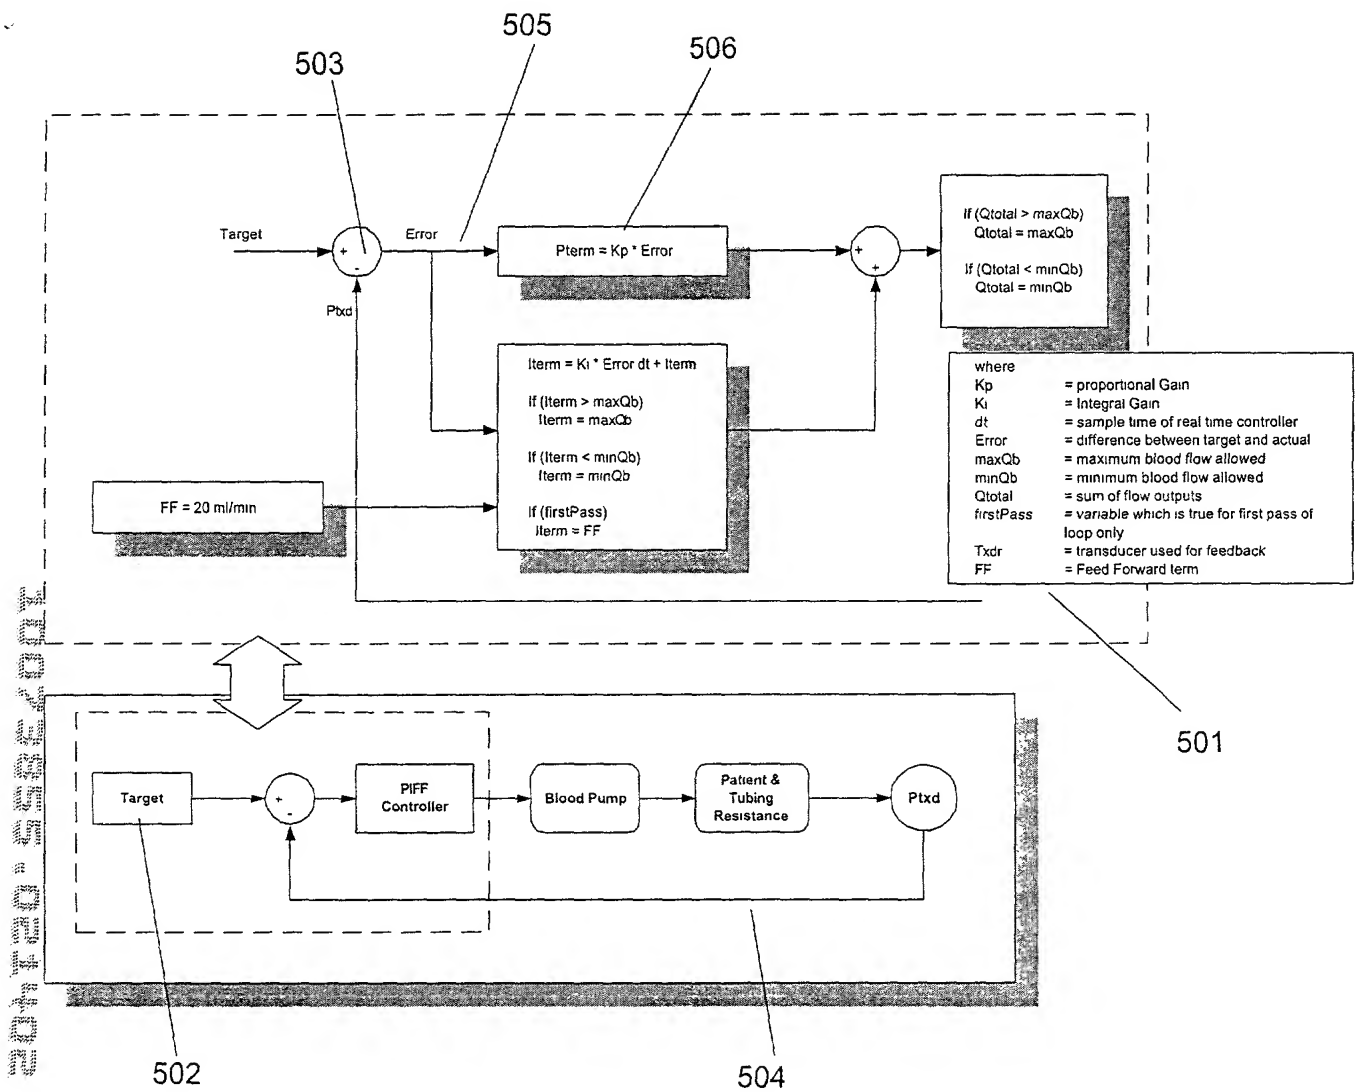 505
503
506
Target
+
-
Error
Ptxd
Pterm = Kp * Error
+
+
If (Qtotal > maxQb)
Qtotal = maxQb
If (Qtotal < minQb)
Qtotal = minQb
Iterm = Ki * Error dt + Iterm
If (Iterm > maxQb)
Iterm = maxQb
If (Iterm < minQb)
Iterm = minQb
If (firstPass)
Iterm = FF
FF = 20 ml/min
where
Kp = proportional Gain
Ki = Integral Gain
dt = sample time of real time controller
Error = difference between target and actual
maxQb = maximum blood flow allowed
minQb = minimum blood flow allowed
Qtotal = sum of flow outputs
firstPass = variable which is true for first pass of
loop only
Txdr = transducer used for feedback
FF = Feed Forward term
501
Target
+
-
PIFF
Controller
Blood Pump
Patient &
Tubing
Resistance
Ptxd
502
504